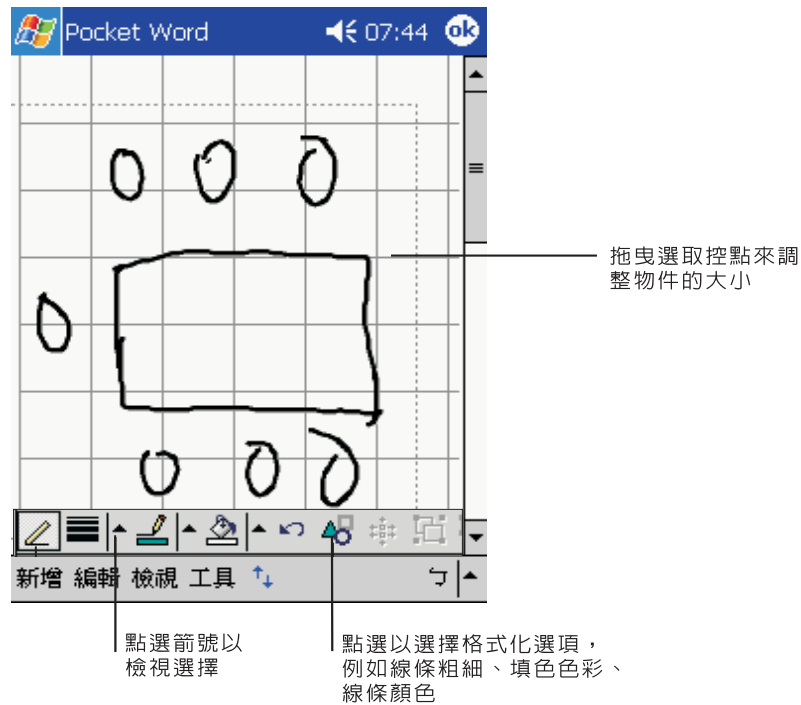 Pocket Word 07:44 ok
拖曳選取控點來調
整物件的大小
新增 編輯 檢視 工具 ㄅ
點選箭號以
檢視選擇
點選以選擇格式化選項，
例如線條粗細、填色色彩、
線條顏色